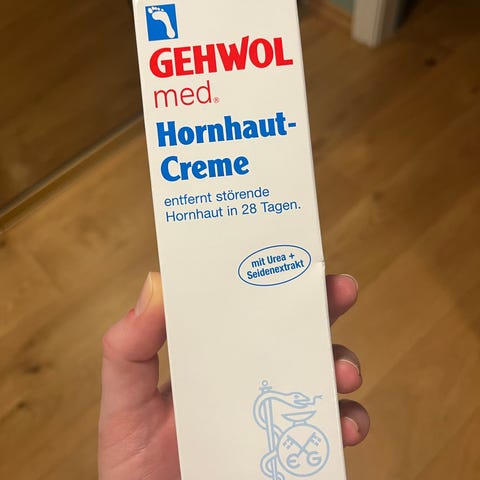 GEHWOL
med®
Hornhaut-
Creme
entfernt störende
Hornhaut in 28 Tagen.
mit Urea +
Seidenextrakt
E G